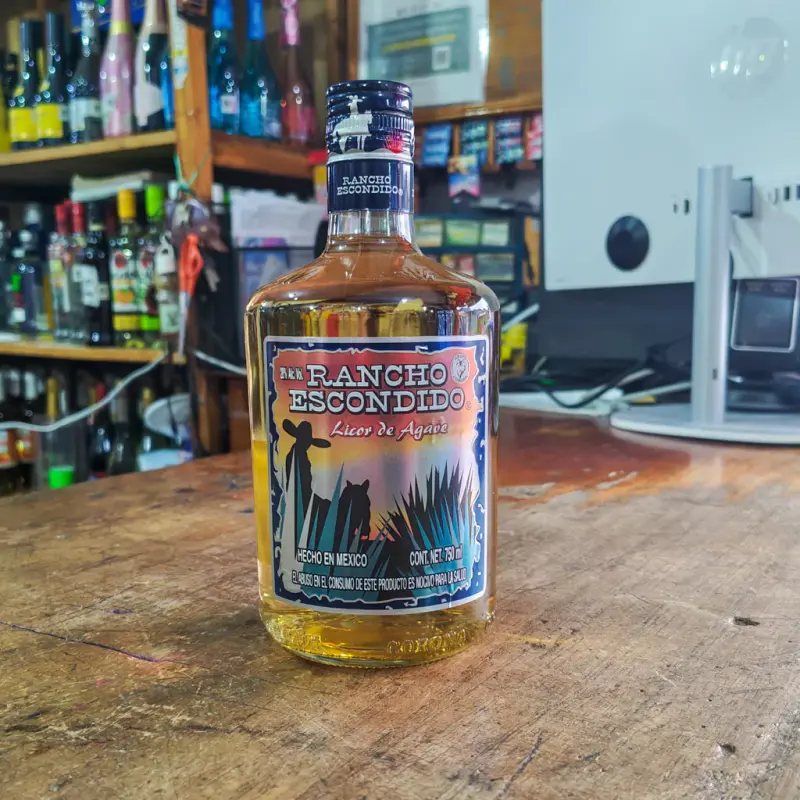 RANCHO
ESCONDIDO
RANCHO
ESCONDIDO
Licor de Agave
HECHO EN MEXICO
CONT. NET. 750 ml
EL ABUSO EN EL CONSUMO DE ESTE PRODUCTO ES NOCIVO PARA LA SALUD